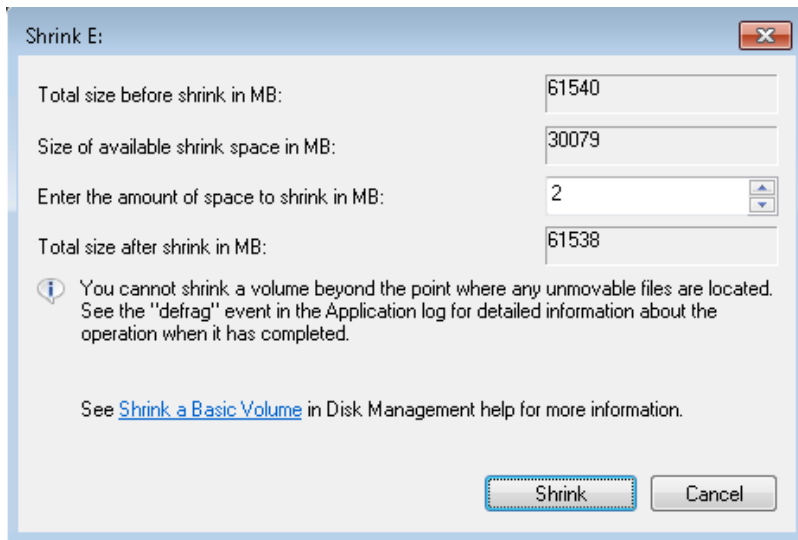 Shrink E:
Total size before shrink in MB: 61540
Size of available shrink space in MB: 30079
Enter the amount of space to shrink in MB: 2
Total size after shrink in MB: 61538
You cannot shrink a volume beyond the point where any unmovable files are located.
See the "defrag" event in the Application log for detailed information about the
operation when it has completed.
See Shrink a Basic Volume in Disk Management help for more information.
Shrink Cancel